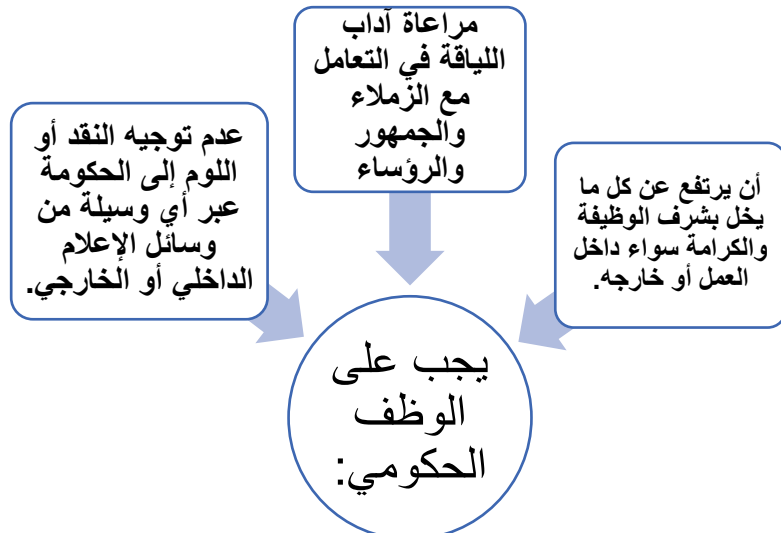 مراعاة آداب
اللياقة في التعامل
مع الزملاء
والجمهور
والرؤساء
أن يرتفع عن كل ما
يخل بشرف الوظيفة
والكرامة سواء داخل
العمل أو خارجه.
عدم توجيه النقد أو
اللوم إلى الحكومة
عبر أي وسيلة من
وسائل الإعلام
الداخلي أو الخارجي.
يجب على
الوظف
الحكومي: